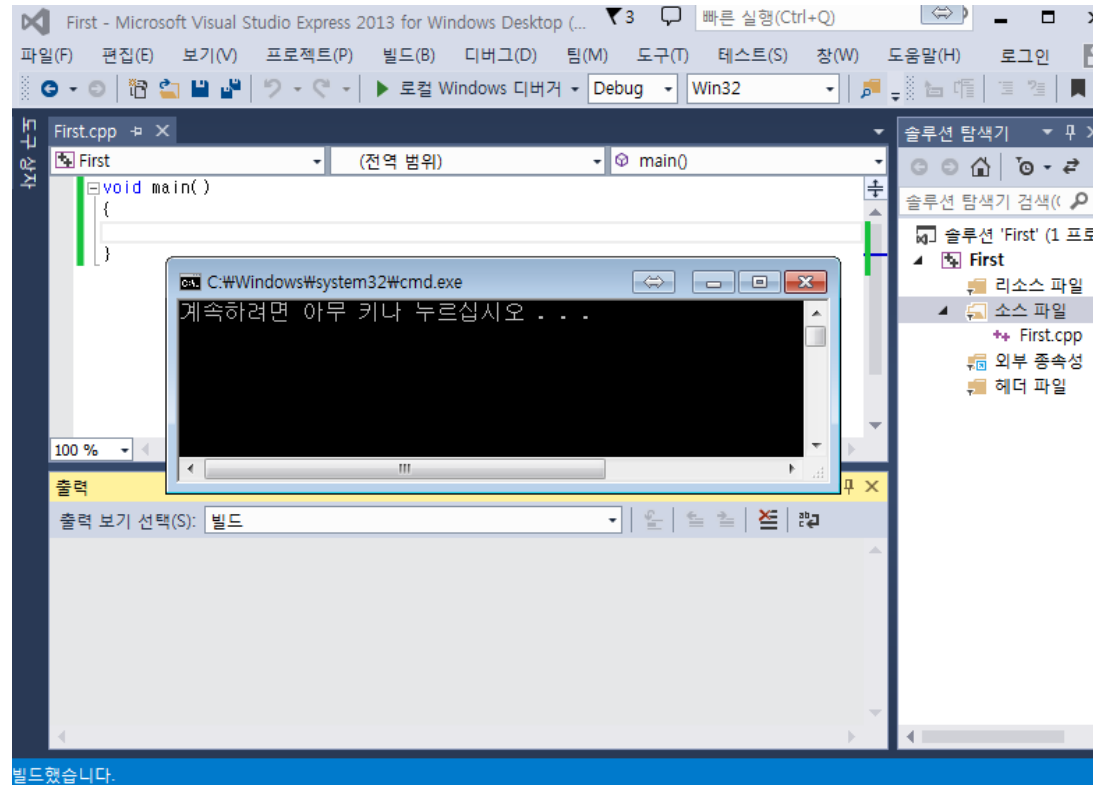 First - Microsoft Visual Studio Express 2013 for Windows Desktop (... 3 빠른 실행(Ctrl+Q)
파일(F) 편집(E) 보기(V) 프로젝트(P) 빌드(B) 디버그(D) 팀(M) 도구(T) 테스트(S) 창(W) 도움말(H) 로그인
로컬 Windows 디버거 Debug Win32
도구 상자
First.cpp
First (전역 범위) main()
void main()
{
}
100 %
C:₩Windows₩system32₩cmd.exe
계속하려면 아무 키나 누르십시오 . . .
출력
출력 보기 선택(S): 빌드
솔루션 탐색기
솔루션 탐색기 검색(
솔루션 'First' (1 프로
First
리소스 파일
소스 파일
First.cpp
외부 종속성
헤더 파일
빌드했습니다.